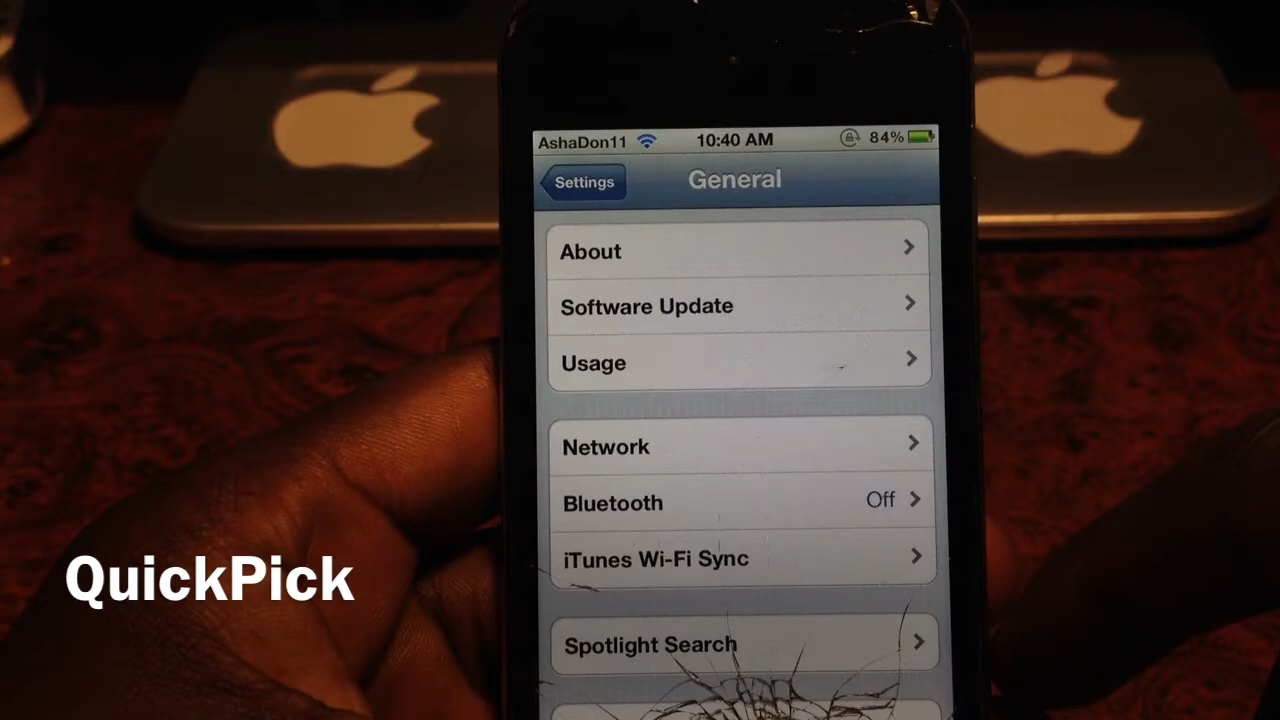 AshaDon11 10:40 AM 84%
Settings General
About
Software Update
Usage
Network
Bluetooth Off
iTunes Wi-Fi Sync
Spotlight Search
QuickPick